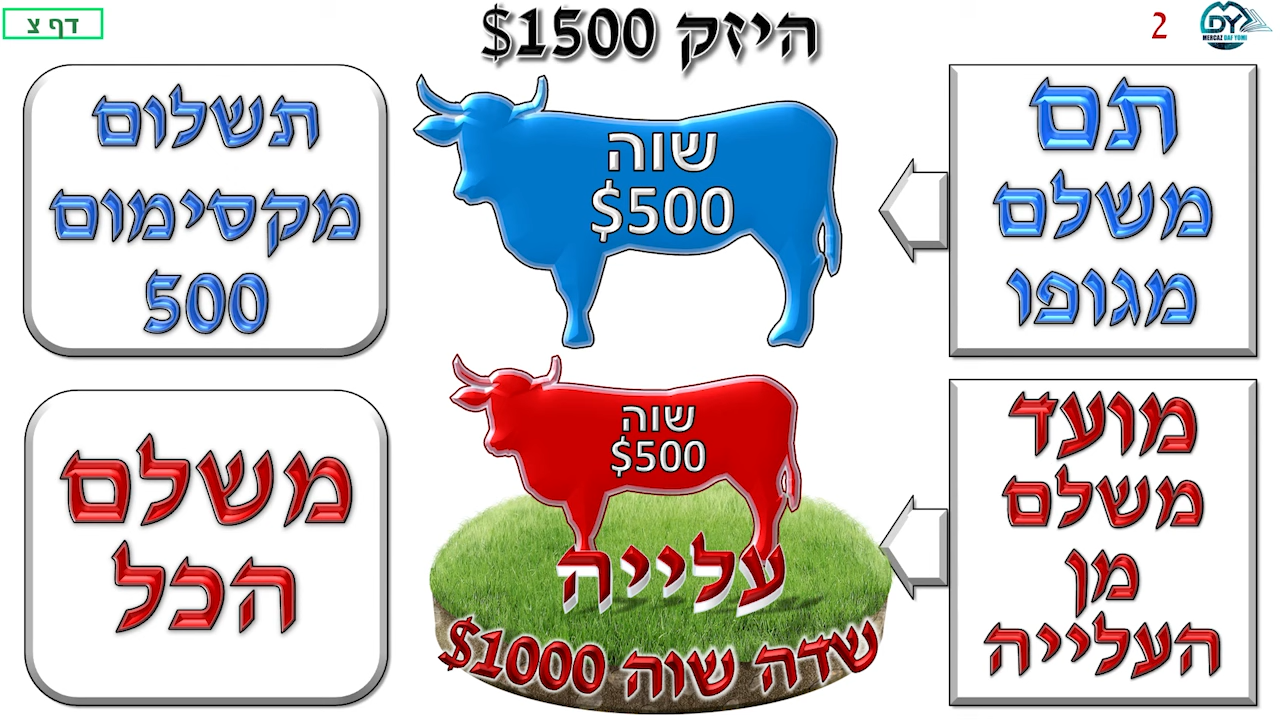 היזק 1500$
דף צ
2
DY
MERCAZ DAF YOMI
תם
משלם
מגופו
שוה
$500
תשלום
מקסימום
500
מועד
משלם
מן
העלייה
שוה
$500
עלייה
שדה שוה 1000$
משלם
הכל